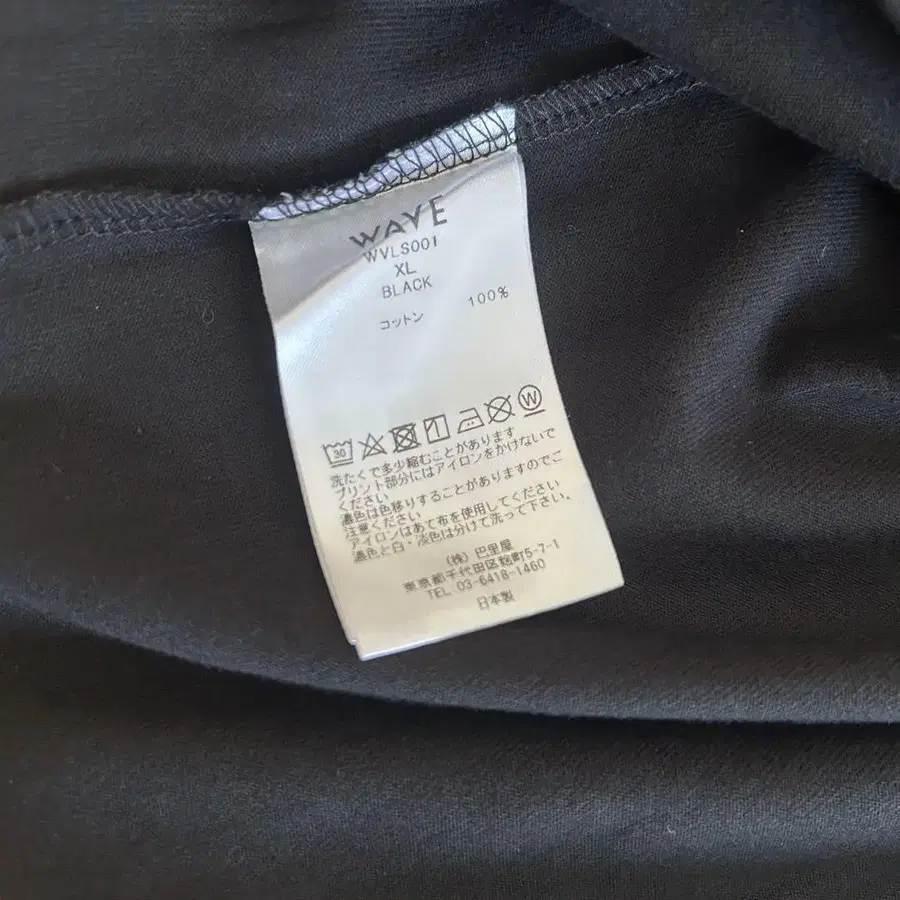 WAVE
WVLS001
XL
BLACK
コットン 100%
30 W
洗たくで多少縮むことがあります
プリント部分にはアイロンをかけないで
ください
濃色は色移りすることがありますのでご
注意ください
アイロンはあて布を使用してください
濃色と白・淡色は分けて洗って下さい。
(株) 巴里屋
東京都千代田区麹町5-7-1
TEL 03-6418-1460
日本製